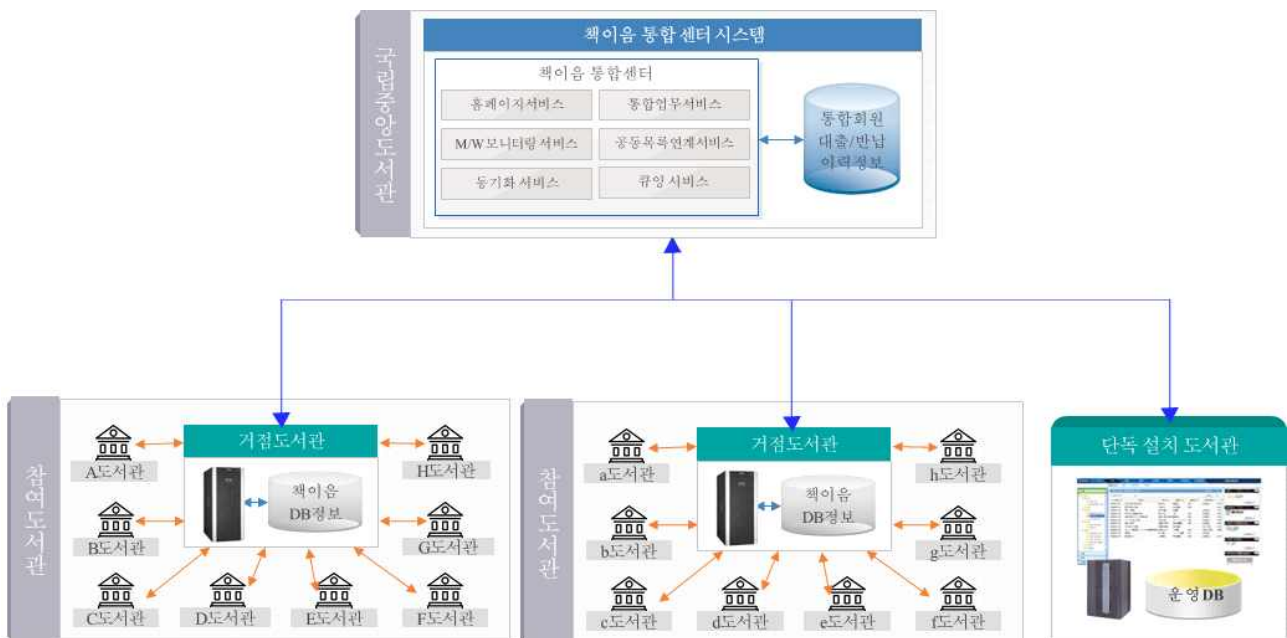 국립중앙도서관
책이음 통합 센터 시스템
책이음 통합센터
홈페이지서비스
통합업무서비스
M/W모니터링 서비스
공동목록연계서비스
동기화 서비스
큐잉 서비스
통합회원
대출/반납
이력정보
참여도서관
거점도서관
책이음
DB정보
A도서관
H도서관
B도서관
G도서관
C도서관
D도서관
E도서관
F도서관
참여도서관
거점도서관
책이음
DB정보
a도서관
h도서관
b도서관
g도서관
c도서관
d도서관
e도서관
f도서관
단독 설치 도서관
운영DB